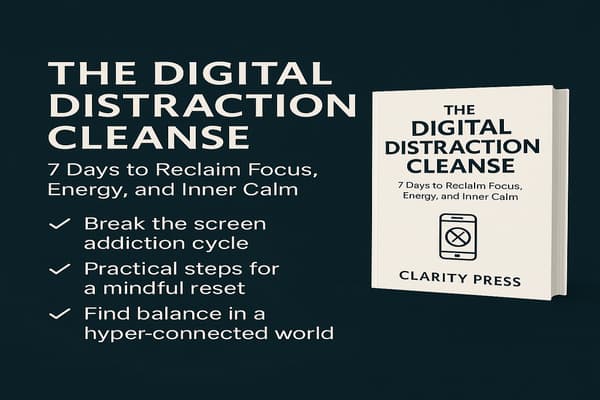 THE DIGITAL
DISTRACTION
CLEANSE
7 Days to Reclaim Focus,
Energy, and Inner Calm
Break the screen
addiction cycle
Practical steps for
a mindful reset
Find balance in a
hyper-connected world
THE
DIGITAL
DISTRACTION
CLEANSE
7 Days to Reclaim Focus,
Energy, and Inner Calm
CLARITY PRESS